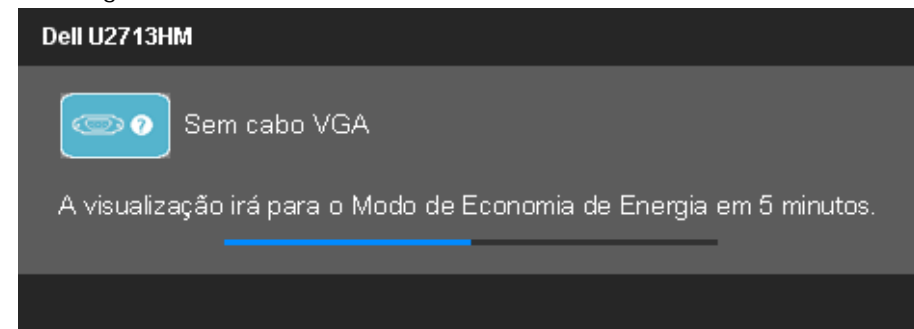 Dell U2713HM
? Sem cabo VGA
A visualização irá para o Modo de Economia de Energia em 5 minutos.